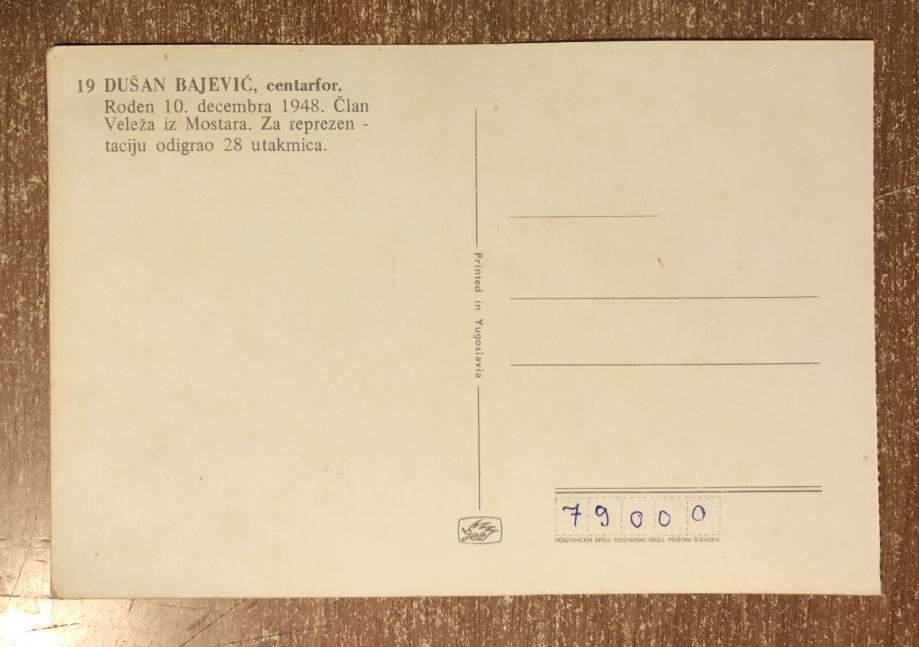 19 DUŠAN BAJEVIĆ, centarfor.
Rođen 10. decembra 1948. Član
Veleža iz Mostara. Za reprezen -
taciju odigrao 28 utakmica.
Printed in Yugoslavia
79000
ПОШТАНСКИ БРОЈ POŠTANSKI BROJ POŠTNA ŠTEVILKA